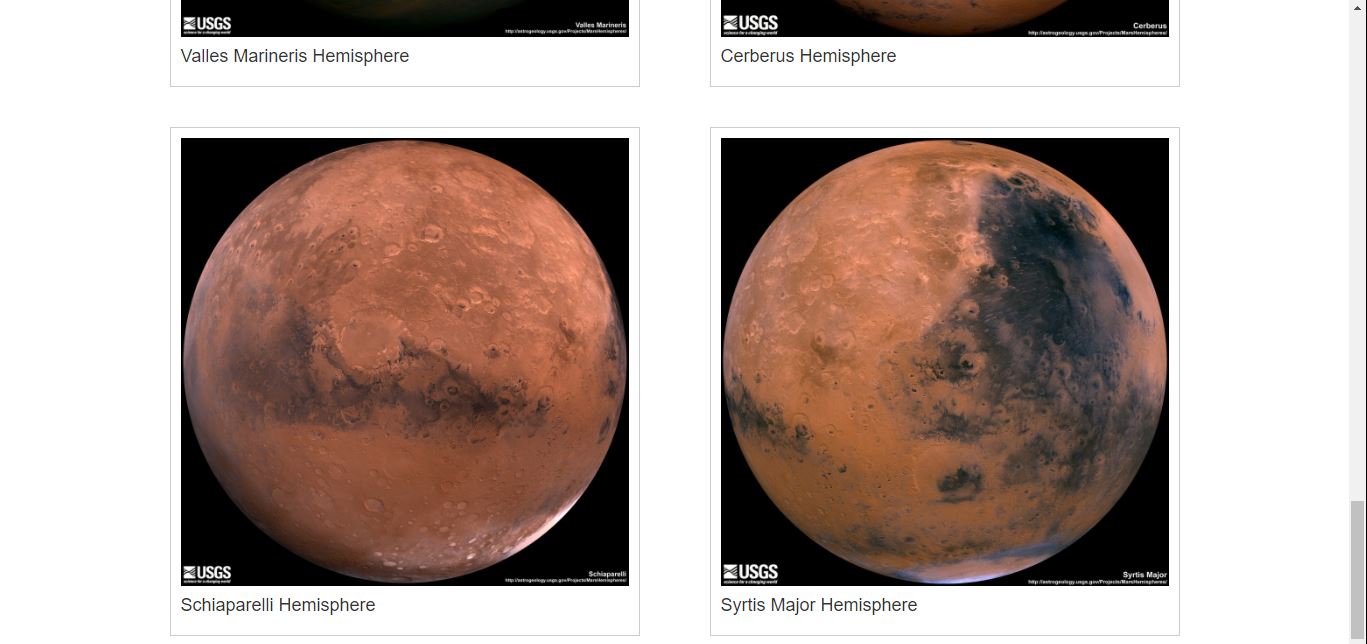 USGS
science for a changing world
Valles Marineris
http://astrogeology.usgs.gov/Projects/MarsHemispheres/
Valles Marineris Hemisphere
USGS
science for a changing world
Cerberus
http://astrogeology.usgs.gov/Projects/MarsHemispheres/
Cerberus Hemisphere
USGS
science for a changing world
Schiaparelli
http://astrogeology.usgs.gov/Projects/MarsHemispheres/
Schiaparelli Hemisphere
USGS
science for a changing world
Syrtis Major
http://astrogeology.usgs.gov/Projects/MarsHemispheres/
Syrtis Major Hemisphere